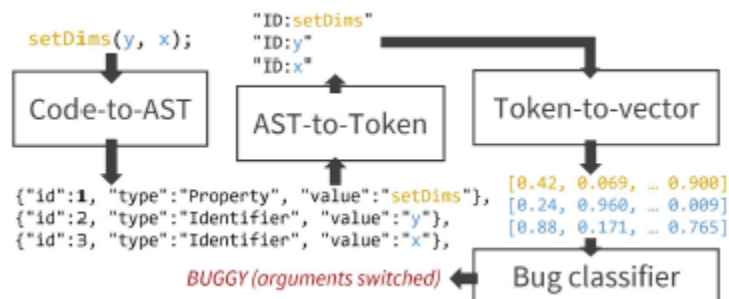 setDims(y, x);
Code-to-AST
{"id":1, "type":"Property", "value":"setDims"},
{"id":2, "type":"Identifier", "value":"y"},
{"id":3, "type":"Identifier", "value":"x"},
AST-to-Token
"ID:setDims"
"ID:y"
"ID:x"
Token-to-vector
[0.42, 0.069, … 0.900]
[0.24, 0.960, … 0.009]
[0.88, 0.171, … 0.765]
Bug classifier
BUGGY (arguments switched)